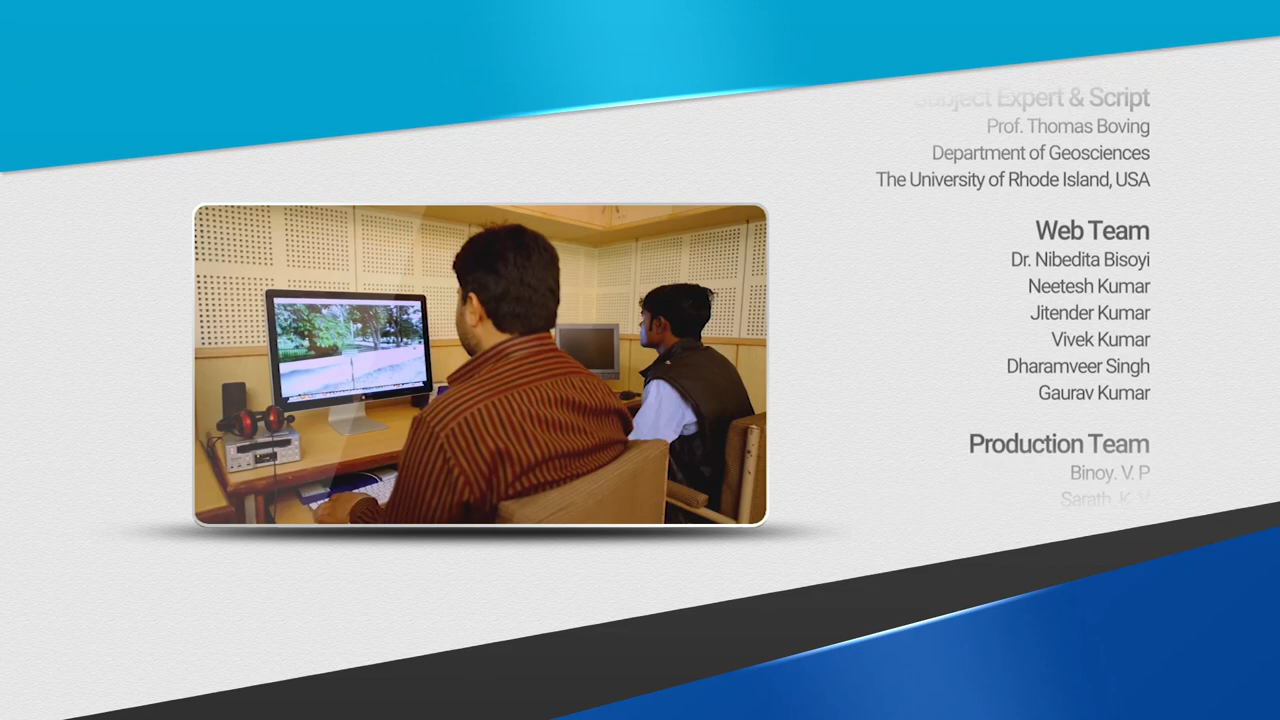 Subject Expert & Script
Prof. Thomas Boving
Department of Geosciences
The University of Rhode Island, USA
Web Team
Dr. Nibedita Bisoyi
Neetesh Kumar
Jitender Kumar
Vivek Kumar
Dharamveer Singh
Gaurav Kumar
Production Team
Binoy. V. P
Sarath. K. V